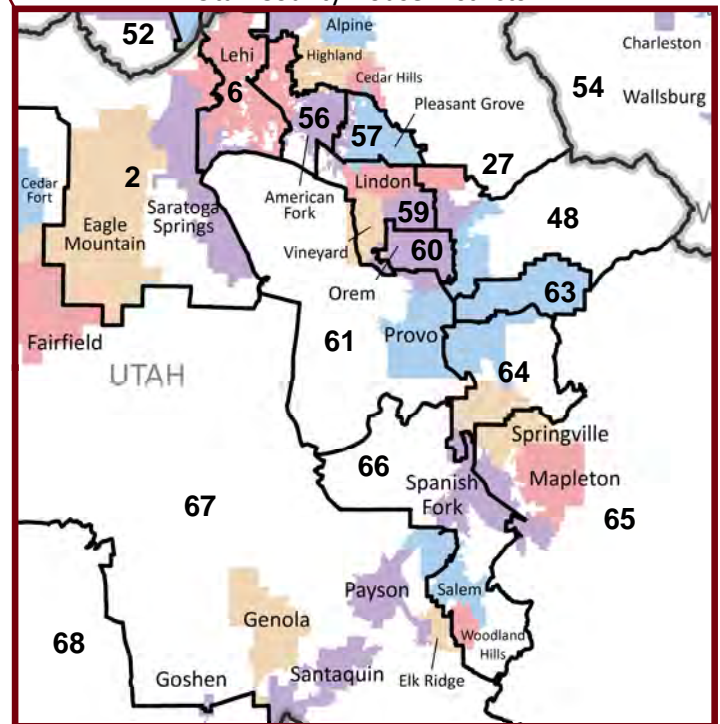 52
Alpine
Lehi
Highland
Charleston
Cedar Hills
6
54
Wallsburg
56
57
Pleasant Grove
27
2
Cedar
Fort
American
Fork
Lindon
59
48
Saratoga
Springs
Eagle
Mountain
Vineyard
60
Orem
63
Fairfield
61
Provo
UTAH
64
Springville
66
Spanish
Fork
Mapleton
67
65
Payson
Salem
Genola
Woodland
Hills
68
Goshen
Santaquin
Elk Ridge